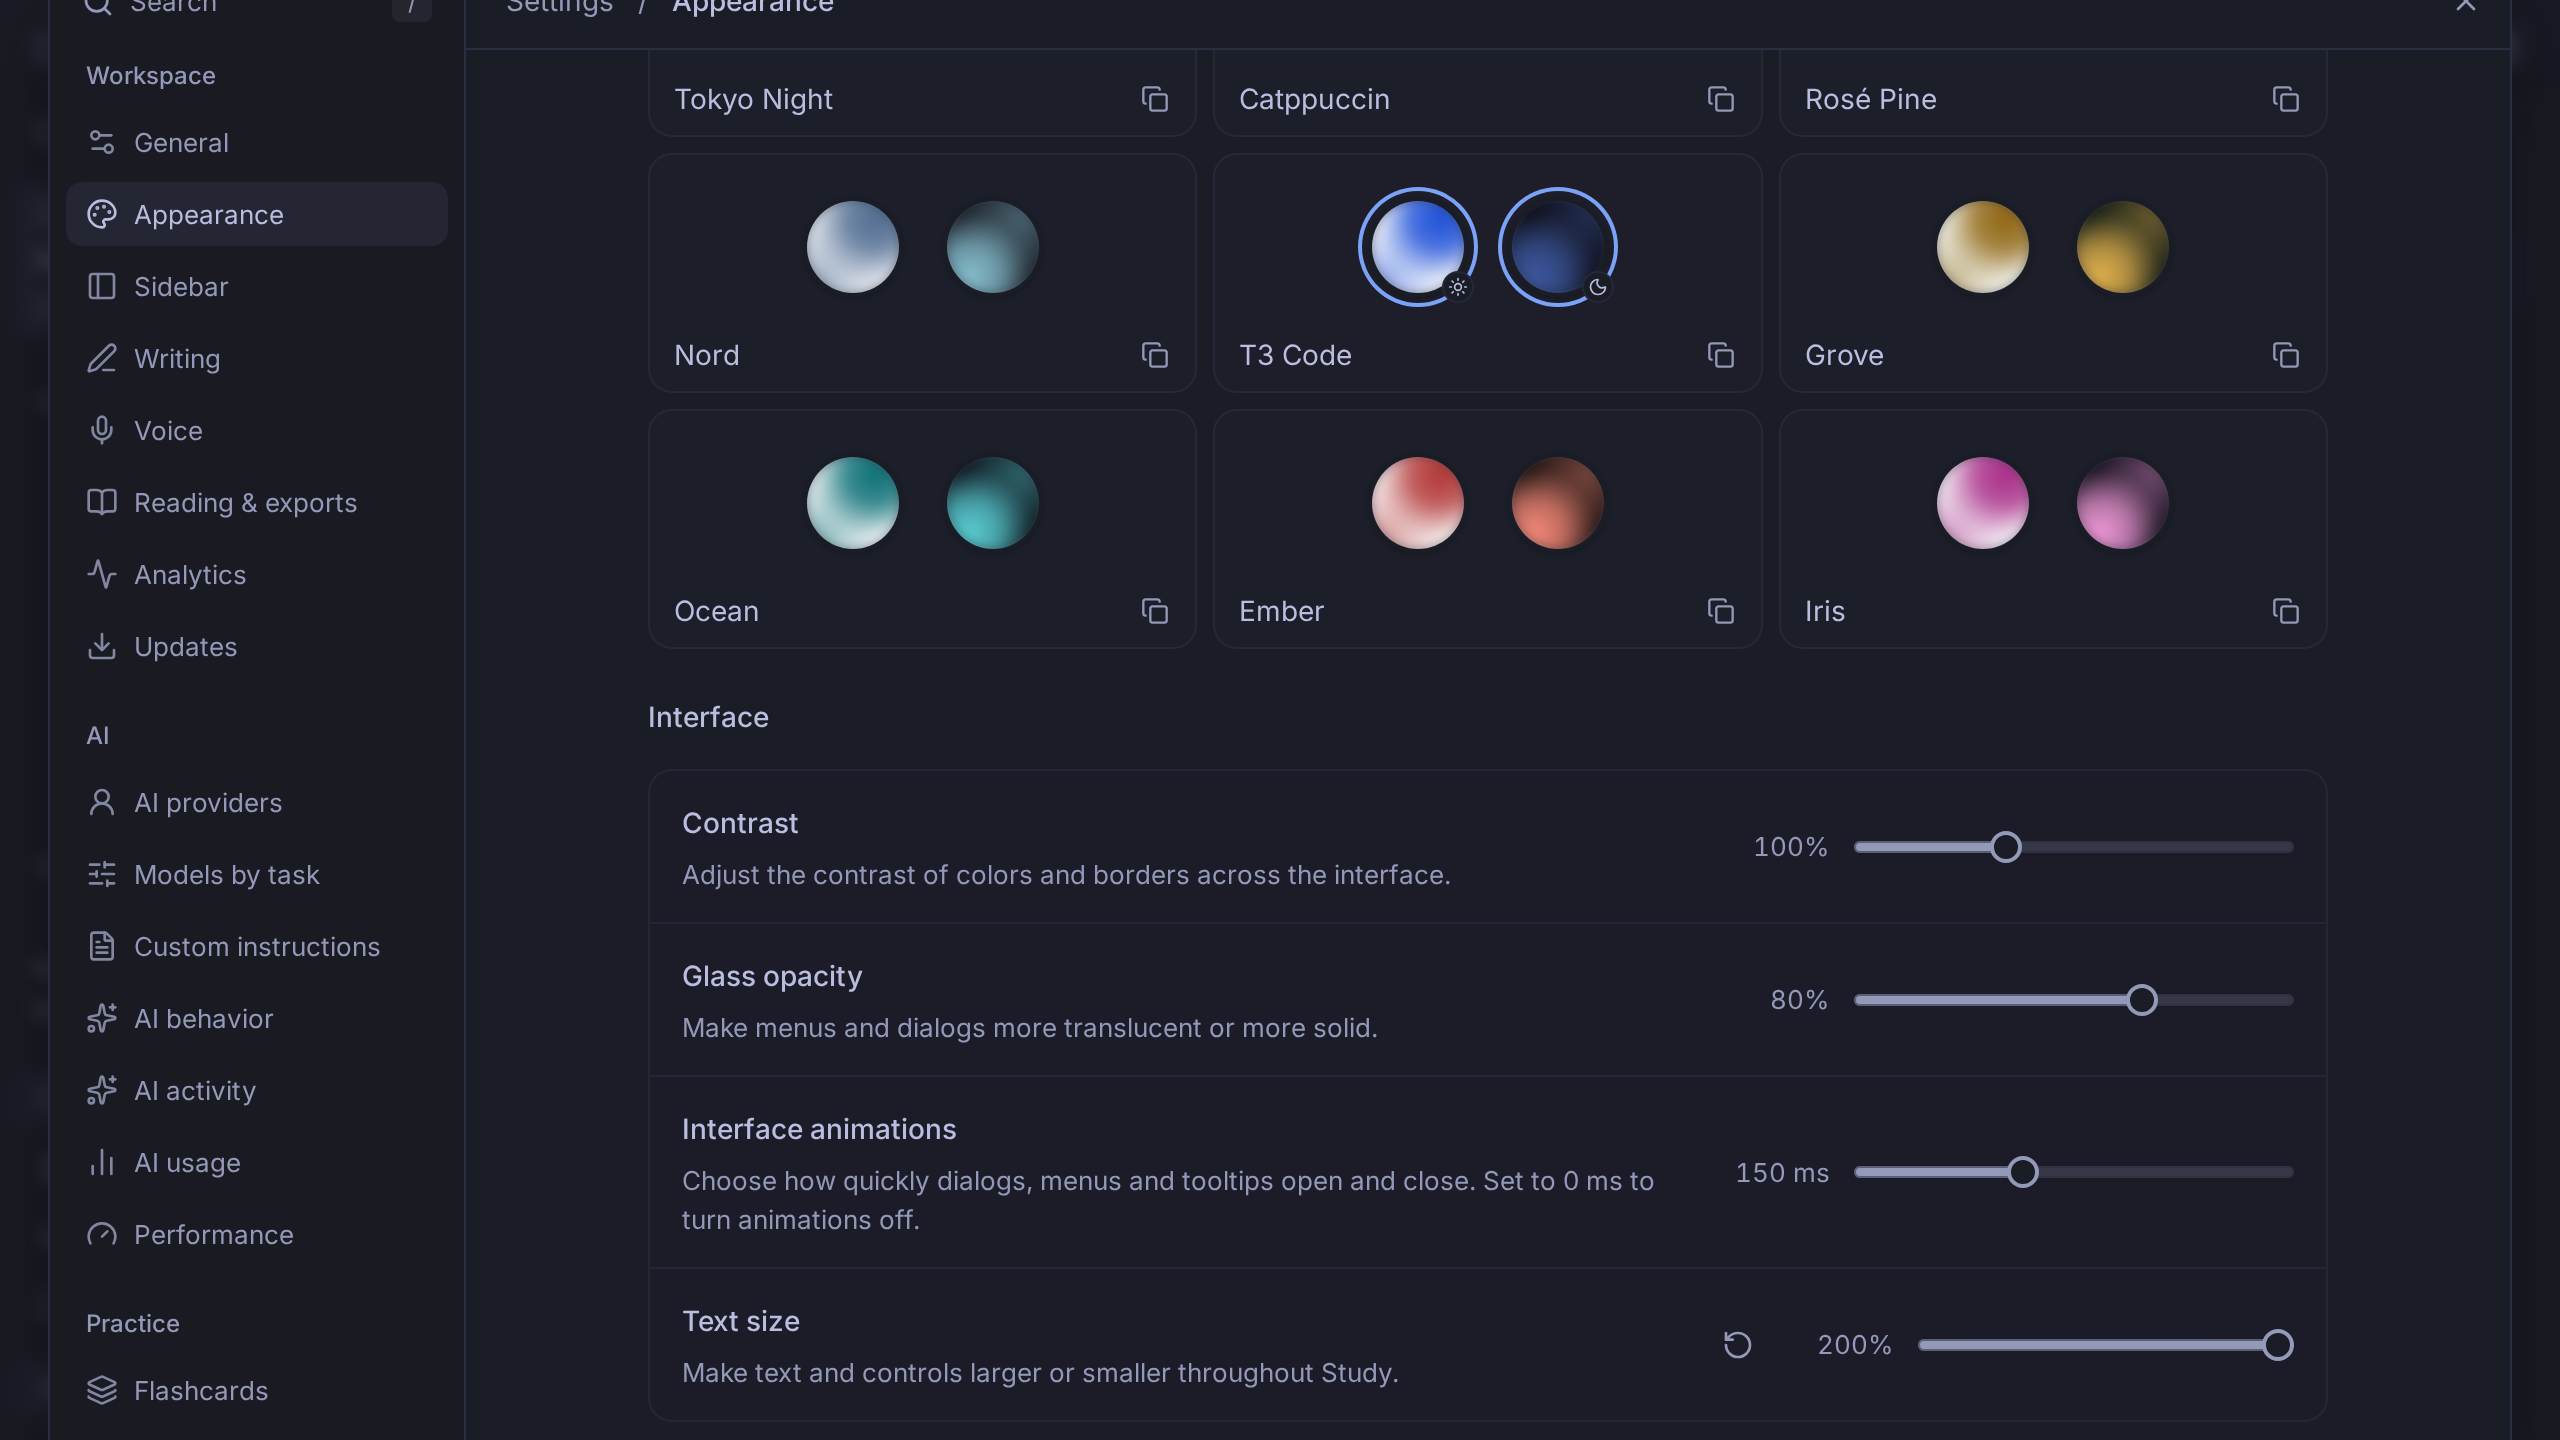 Search
/
Settings / Appearance
Workspace
General
Appearance
Sidebar
Writing
Voice
Reading & exports
Analytics
Updates
AI
AI providers
Models by task
Custom instructions
AI behavior
AI activity
AI usage
Performance
Practice
Flashcards
Tokyo Night
Catppuccin
Rosé Pine
Nord
T3 Code
Grove
Ocean
Ember
Iris
Interface
Contrast
Adjust the contrast of colors and borders across the interface.
100%
Glass opacity
Make menus and dialogs more translucent or more solid.
80%
Interface animations
Choose how quickly dialogs, menus and tooltips open and close. Set to 0 ms to
turn animations off.
150 ms
Text size
Make text and controls larger or smaller throughout Study.
200%